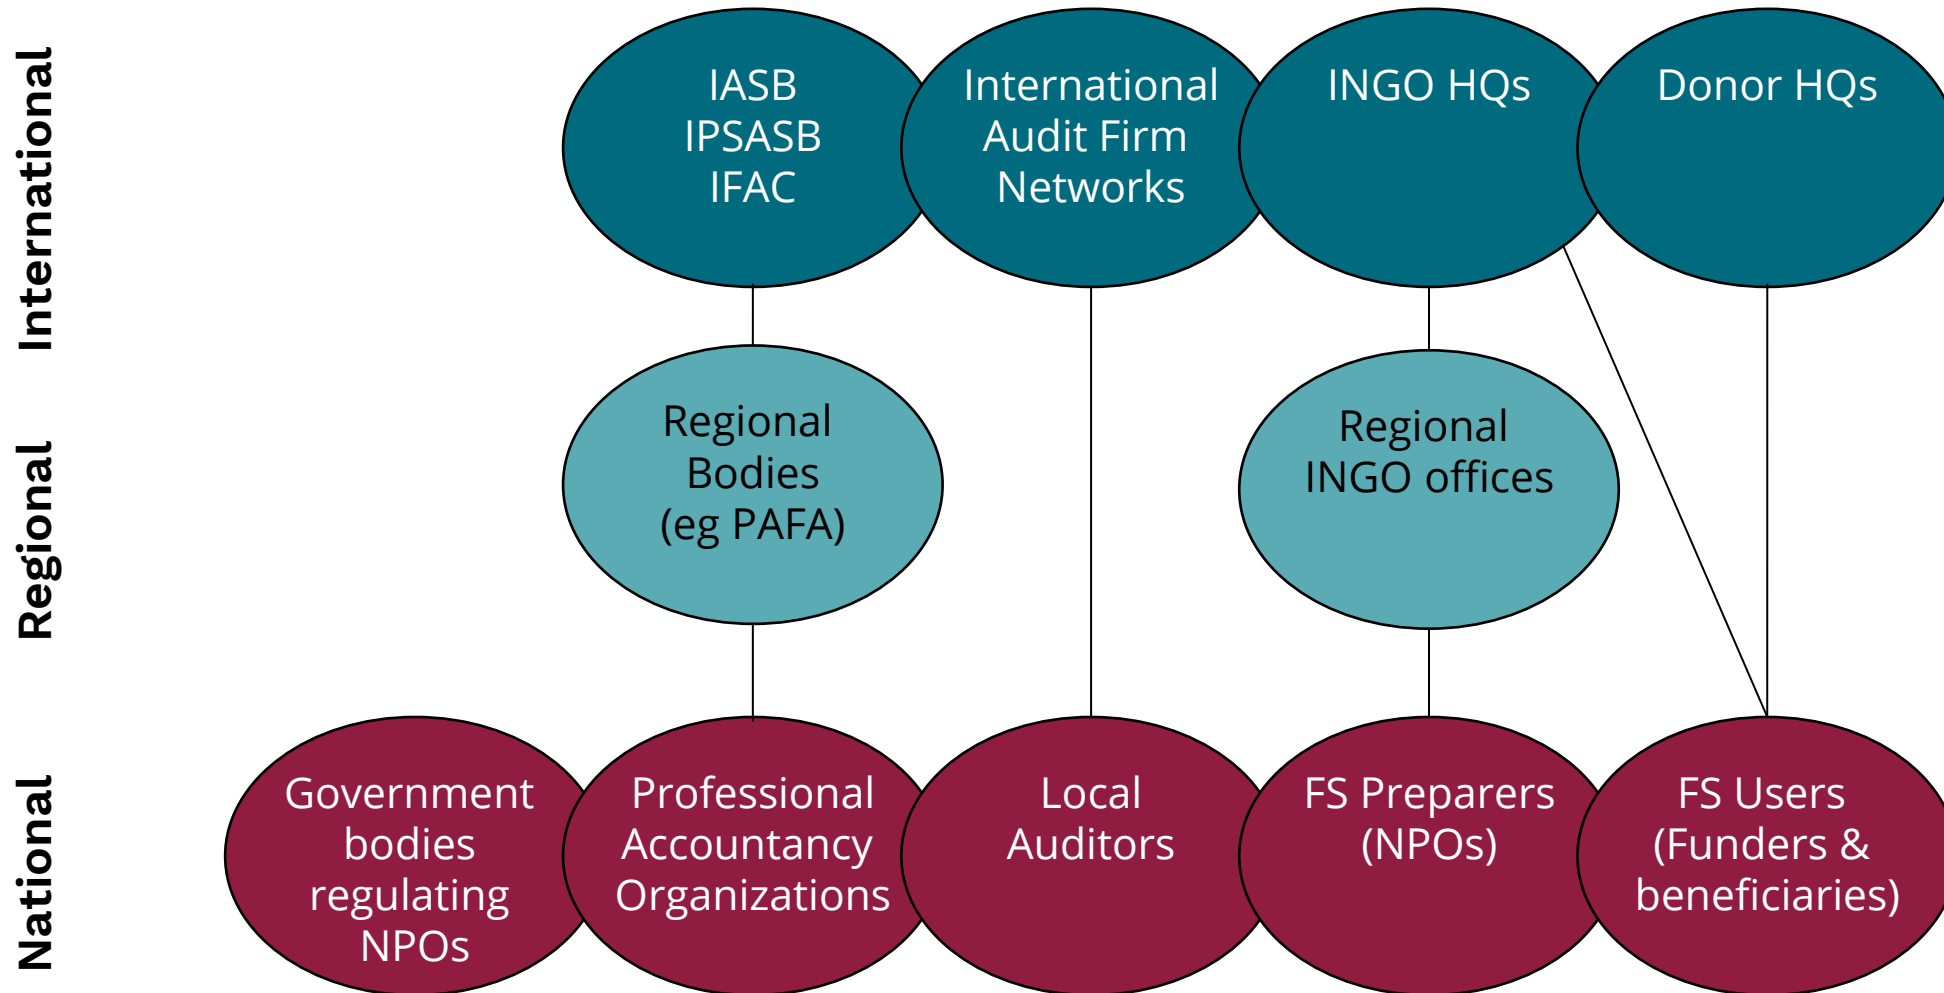 International
IASB
IPSASB
IFAC
International
Audit Firm
Networks
INGO HQs
Donor HQs
Regional
Regional
Bodies
(eg PAFA)
Regional
INGO offices
National
Government
bodies
regulating
NPOs
Professional
Accountancy
Organizations
Local
Auditors
FS Preparers
(NPOs)
FS Users
(Funders &
beneficiaries)